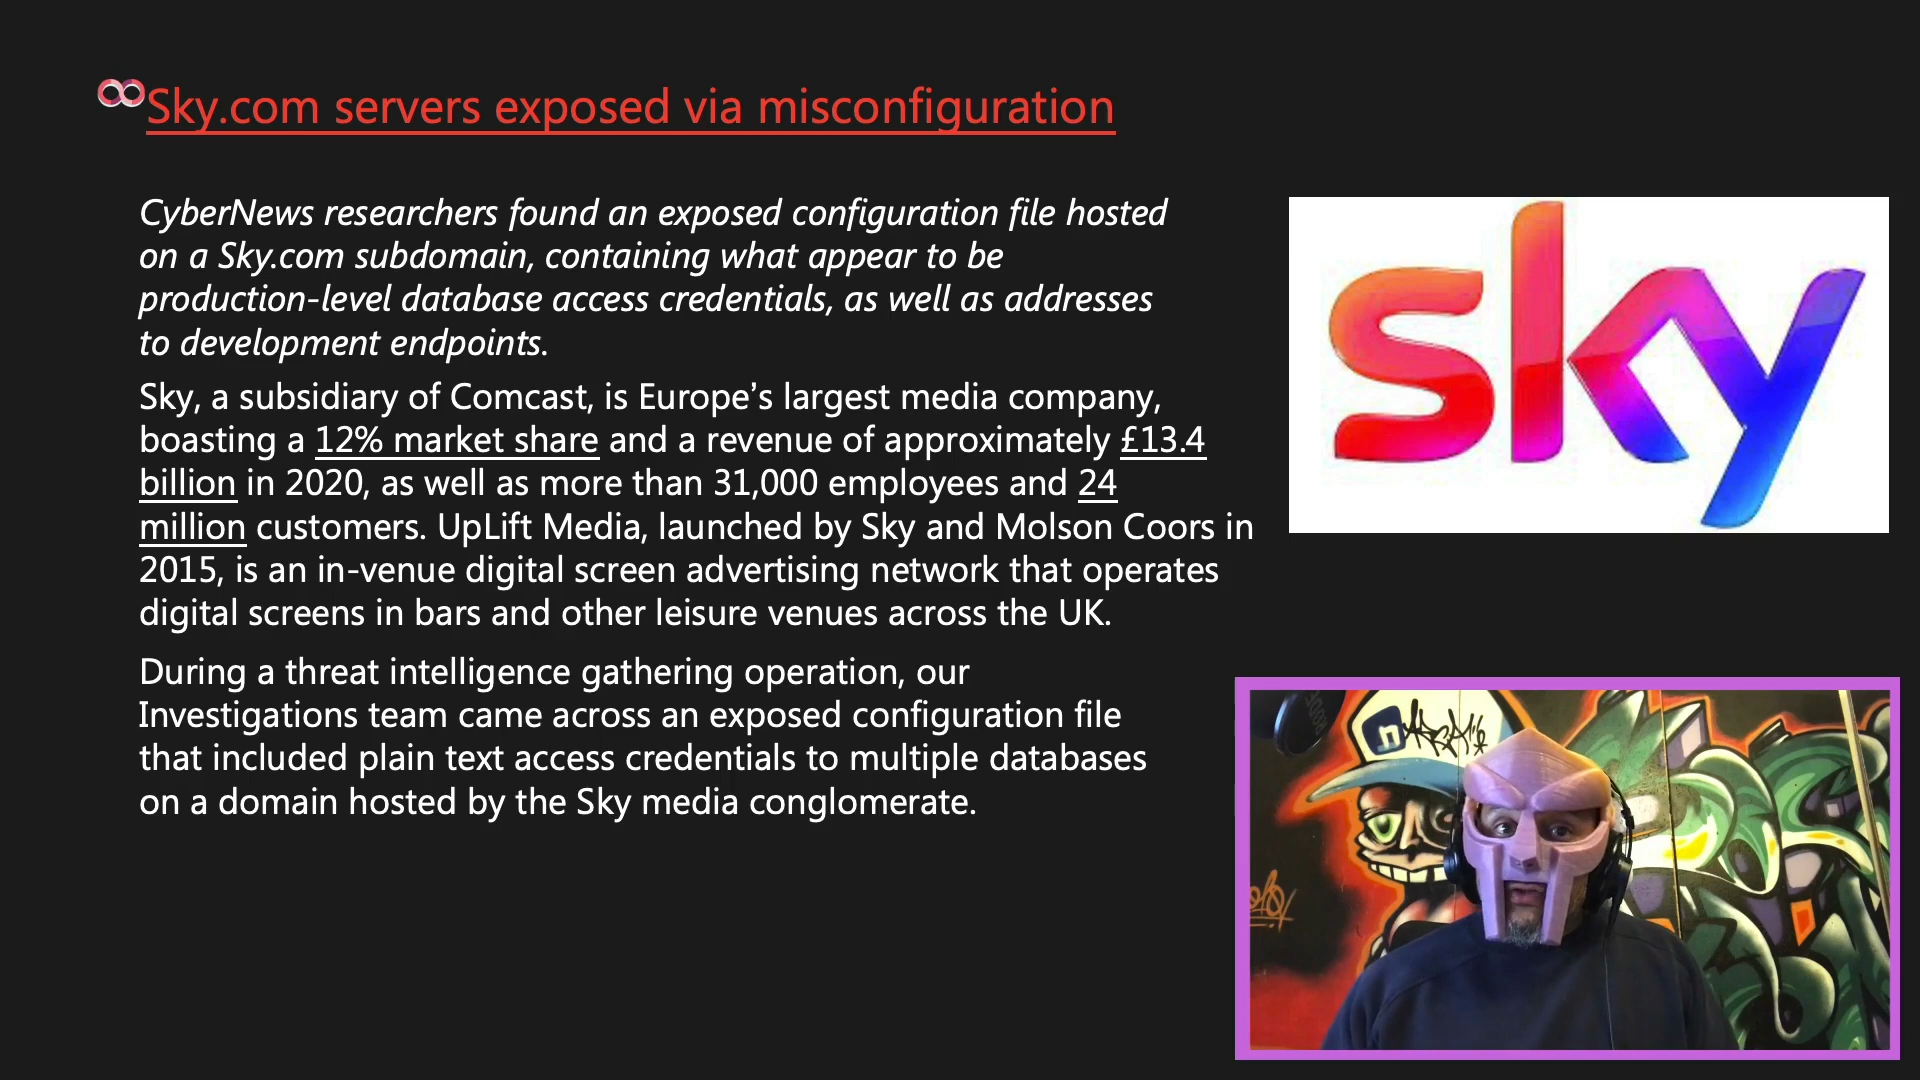 Sky.com servers exposed via misconfiguration
CyberNews researchers found an exposed configuration file hosted
on a Sky.com subdomain, containing what appear to be
production-level database access credentials, as well as addresses
to development endpoints.
Sky, a subsidiary of Comcast, is Europe’s largest media company,
boasting a 12% market share and a revenue of approximately £13.4
billion in 2020, as well as more than 31,000 employees and 24
million customers. UpLift Media, launched by Sky and Molson Coors in
2015, is an in-venue digital screen advertising network that operates
digital screens in bars and other leisure venues across the UK.
During a threat intelligence gathering operation, our
Investigations team came across an exposed configuration file
that included plain text access credentials to multiple databases
on a domain hosted by the Sky media conglomerate.
sky